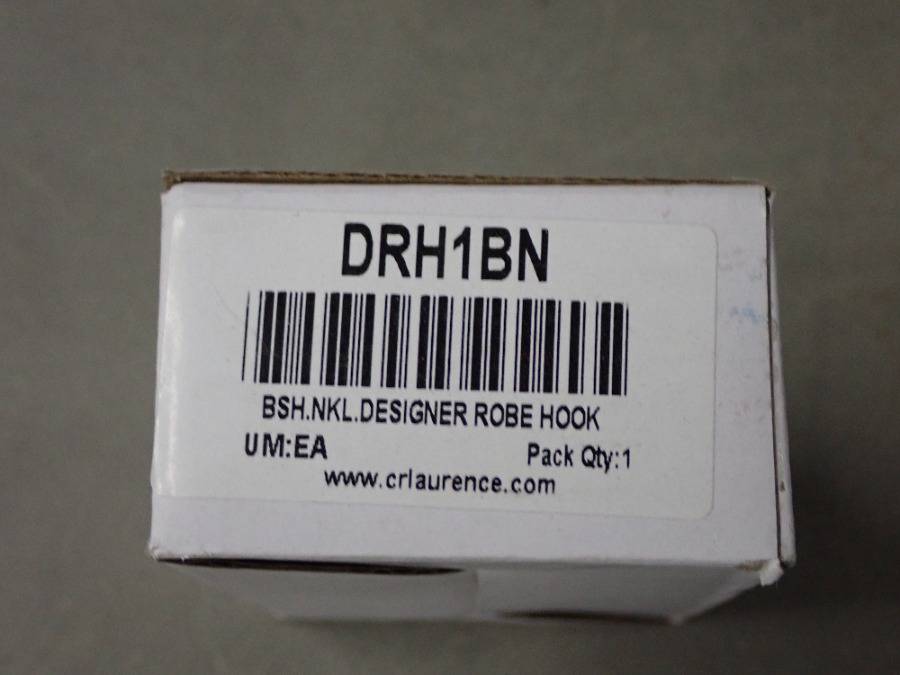 DRH1BN
BSH.NKL.DESIGNER ROBE HOOK
UM:EA Pack Qty:1
www.crlaurence.com